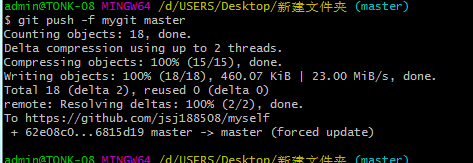 admin@TONK-08 MINGW64 /d/USERS/Desktop/新建文件夹 (master)
$ git push -f mygit master
Counting objects: 18, done.
Delta compression using up to 2 threads.
Compressing objects: 100% (15/15), done.
Writing objects: 100% (18/18), 460.07 KiB | 23.00 MiB/s, done.
Total 18 (delta 2), reused 0 (delta 0)
remote: Resolving deltas: 100% (2/2), done.
To https://github.com/jsj188508/myself
 + 62e08c0...6815d19 master -> master (forced update)
admin@TONK-08 MINGW64 /d/USERS/Desktop/新建文件夹 (master)